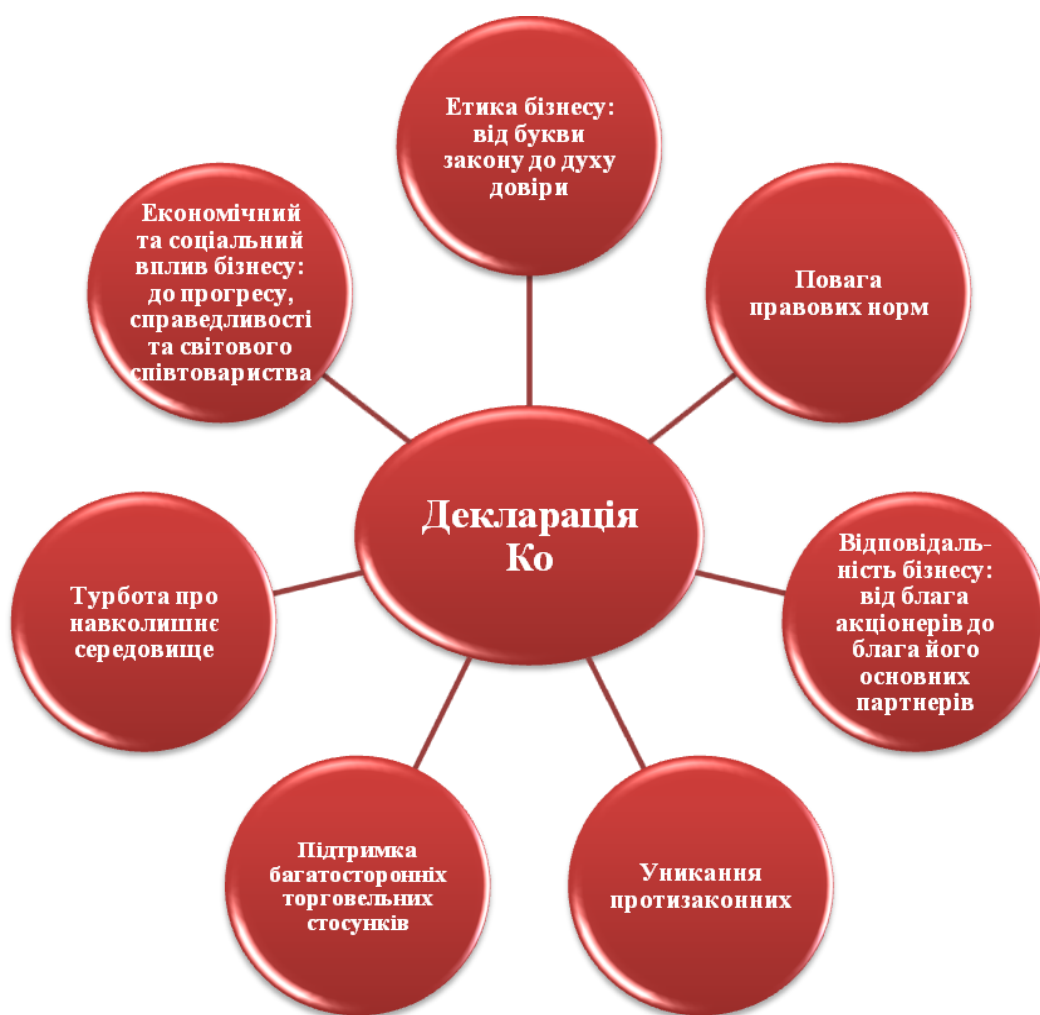 Етика бізнесу:
від букви
закону до духу
довіри
Економічний
та соціальний
вплив бізнесу:
до прогресу,
справедливості
та світового
співтовариства
Повага
правових норм
Декларація
Ко
Відповідаль-
ність бізнесу:
від блага
акціонерів до
блага його
основних
партнерів
Турбота про
навколишнє
середовище
Підтримка
багатосторонніх
торговельних
стосунків
Уникання
протизаконних